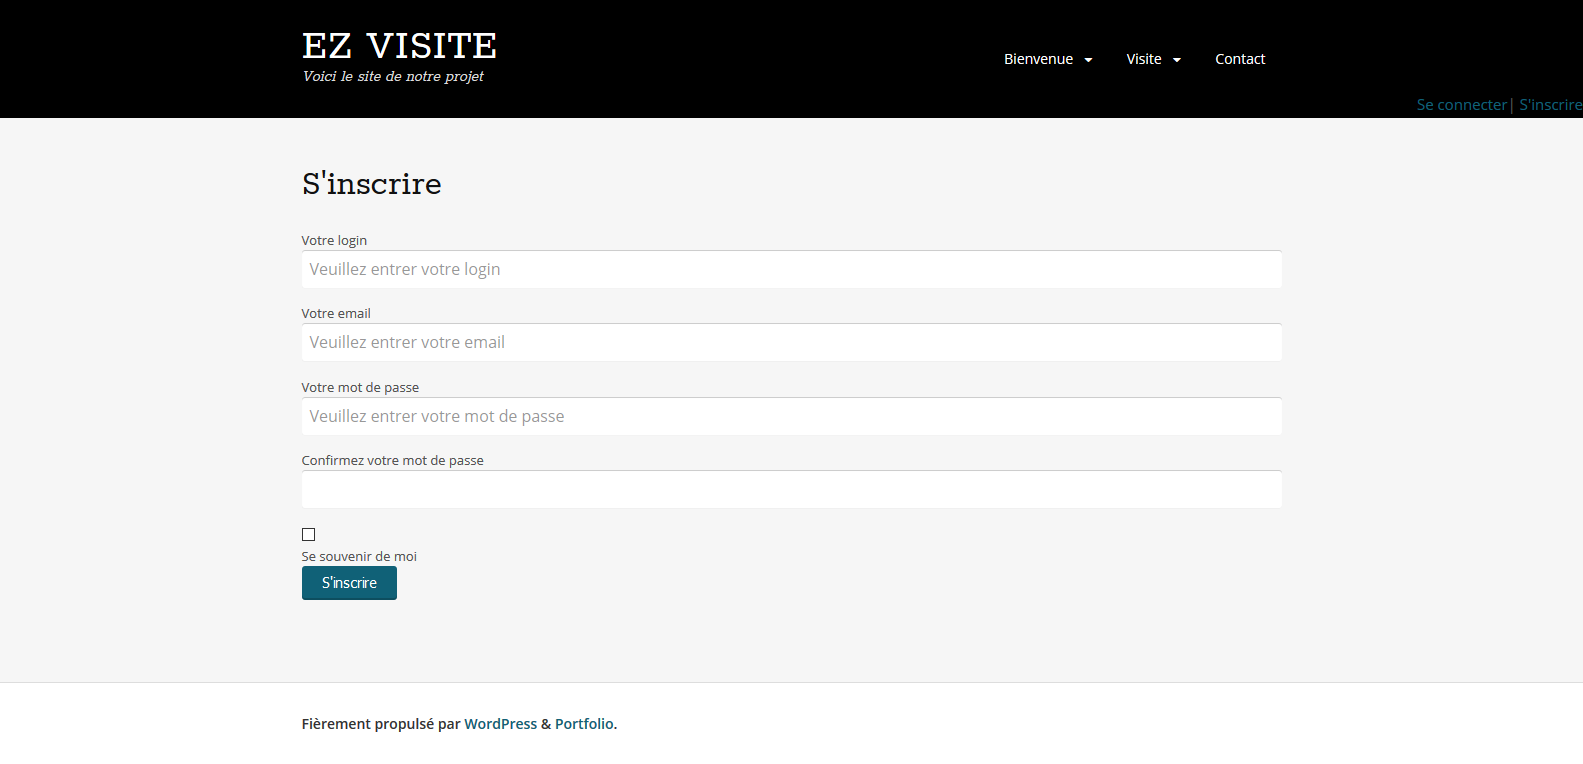 EZ VISITE
Voici le site de notre projet
Bienvenue Visite Contact
Se connecter| S'inscrire
S'inscrire
Votre login
Veuillez entrer votre login
Votre email
Veuillez entrer votre email
Votre mot de passe
Veuillez entrer votre mot de passe
Confirmez votre mot de passe
Se souvenir de moi
S'inscrire
Fièrement propulsé par WordPress & Portfolio.